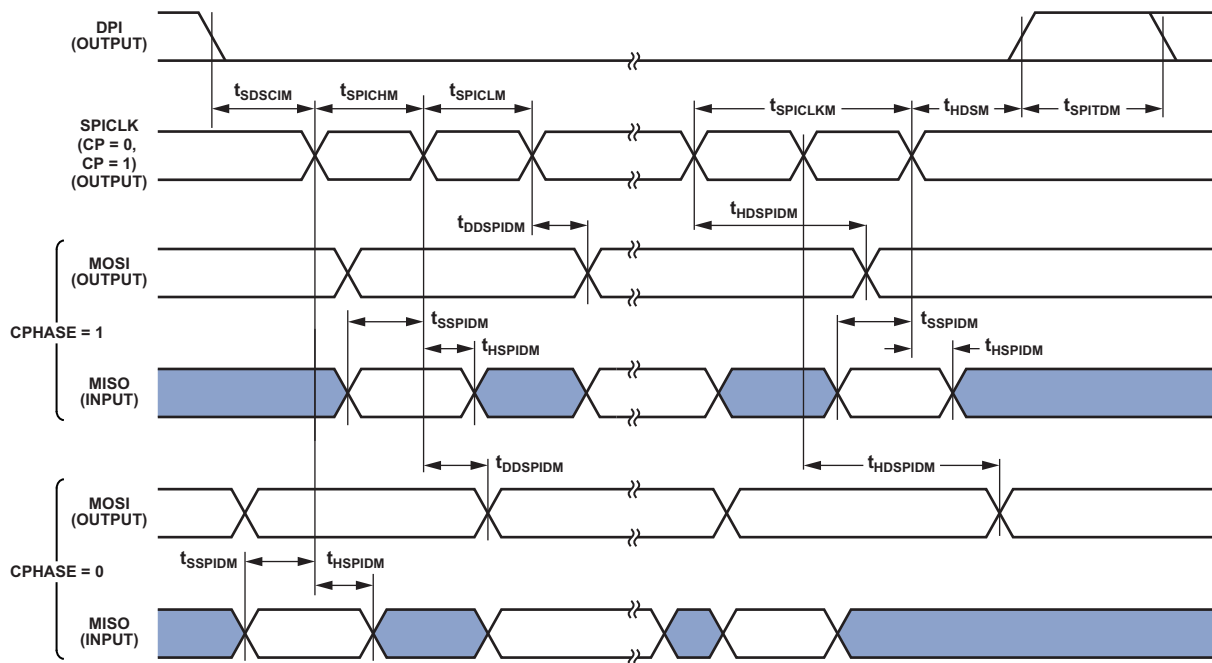 DPI
(OUTPUT)
tSDSCIM
tSPICHM
tSPICLM
tSPICLKM
tHDSM
tSPITDM
SPICLK
(CP = 0,
CP = 1)
(OUTPUT)
tDDSPIDM
tHDSPIDM
MOSI
(OUTPUT)
CPHASE = 1
tSSPIDM
tSSPIDM
tHSPIDM
tHSPIDM
MISO
(INPUT)
tDDSPIDM
tHDSPIDM
MOSI
(OUTPUT)
tSSPIDM
tHSPIDM
CPHASE = 0
MISO
(INPUT)